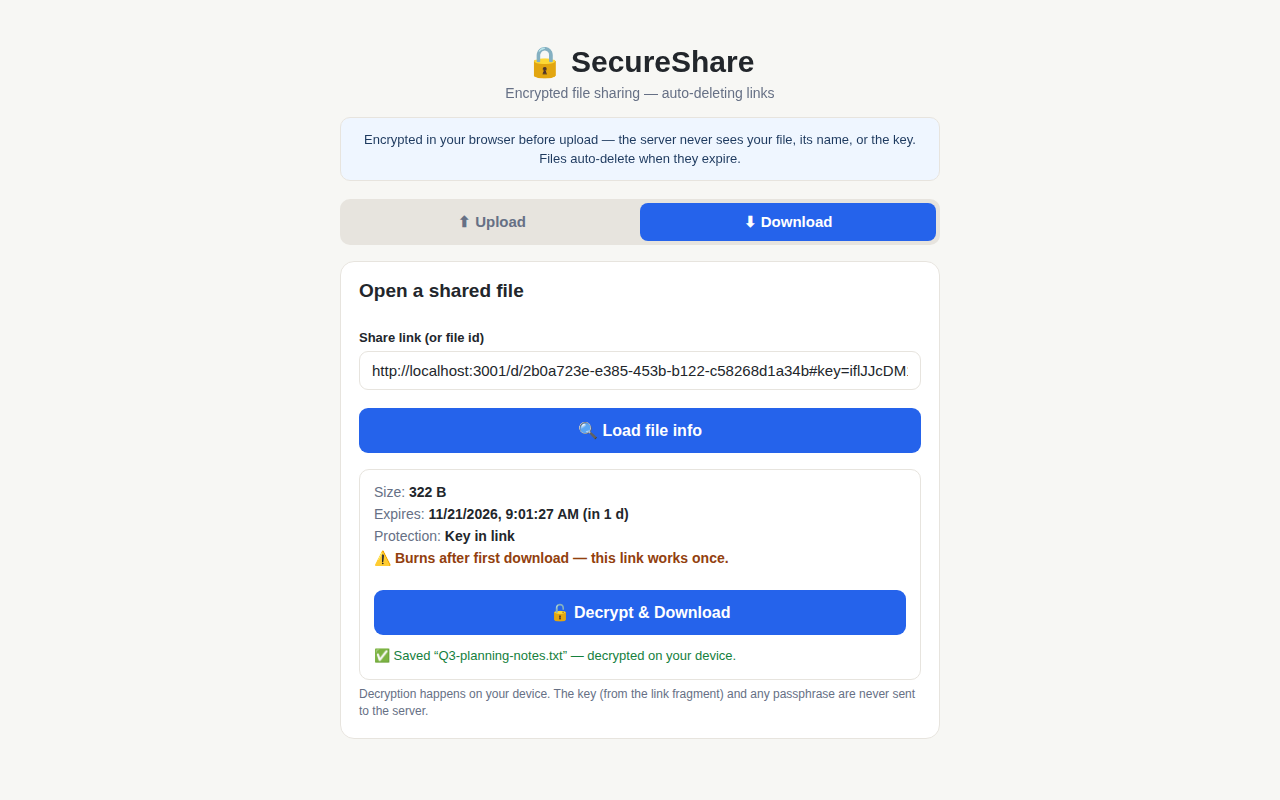 🔒 SecureShare
Encrypted file sharing — auto-deleting links
Encrypted in your browser before upload — the server never sees your file, its name, or the key.
Files auto-delete when they expire.
⬆ Upload
⬇ Download
Open a shared file
Share link (or file id)
http://localhost:3001/d/2b0a723e-e385-453b-b122-c58268d1a34b#key=iflJJcDM
🔍 Load file info
Size: 322 B
Expires: 11/21/2026, 9:01:27 AM (in 1 d)
Protection: Key in link
⚠️ Burns after first download — this link works once.
🔓 Decrypt & Download
✅ Saved “Q3-planning-notes.txt” — decrypted on your device.
Decryption happens on your device. The key (from the link fragment) and any passphrase are never sent
to the server.